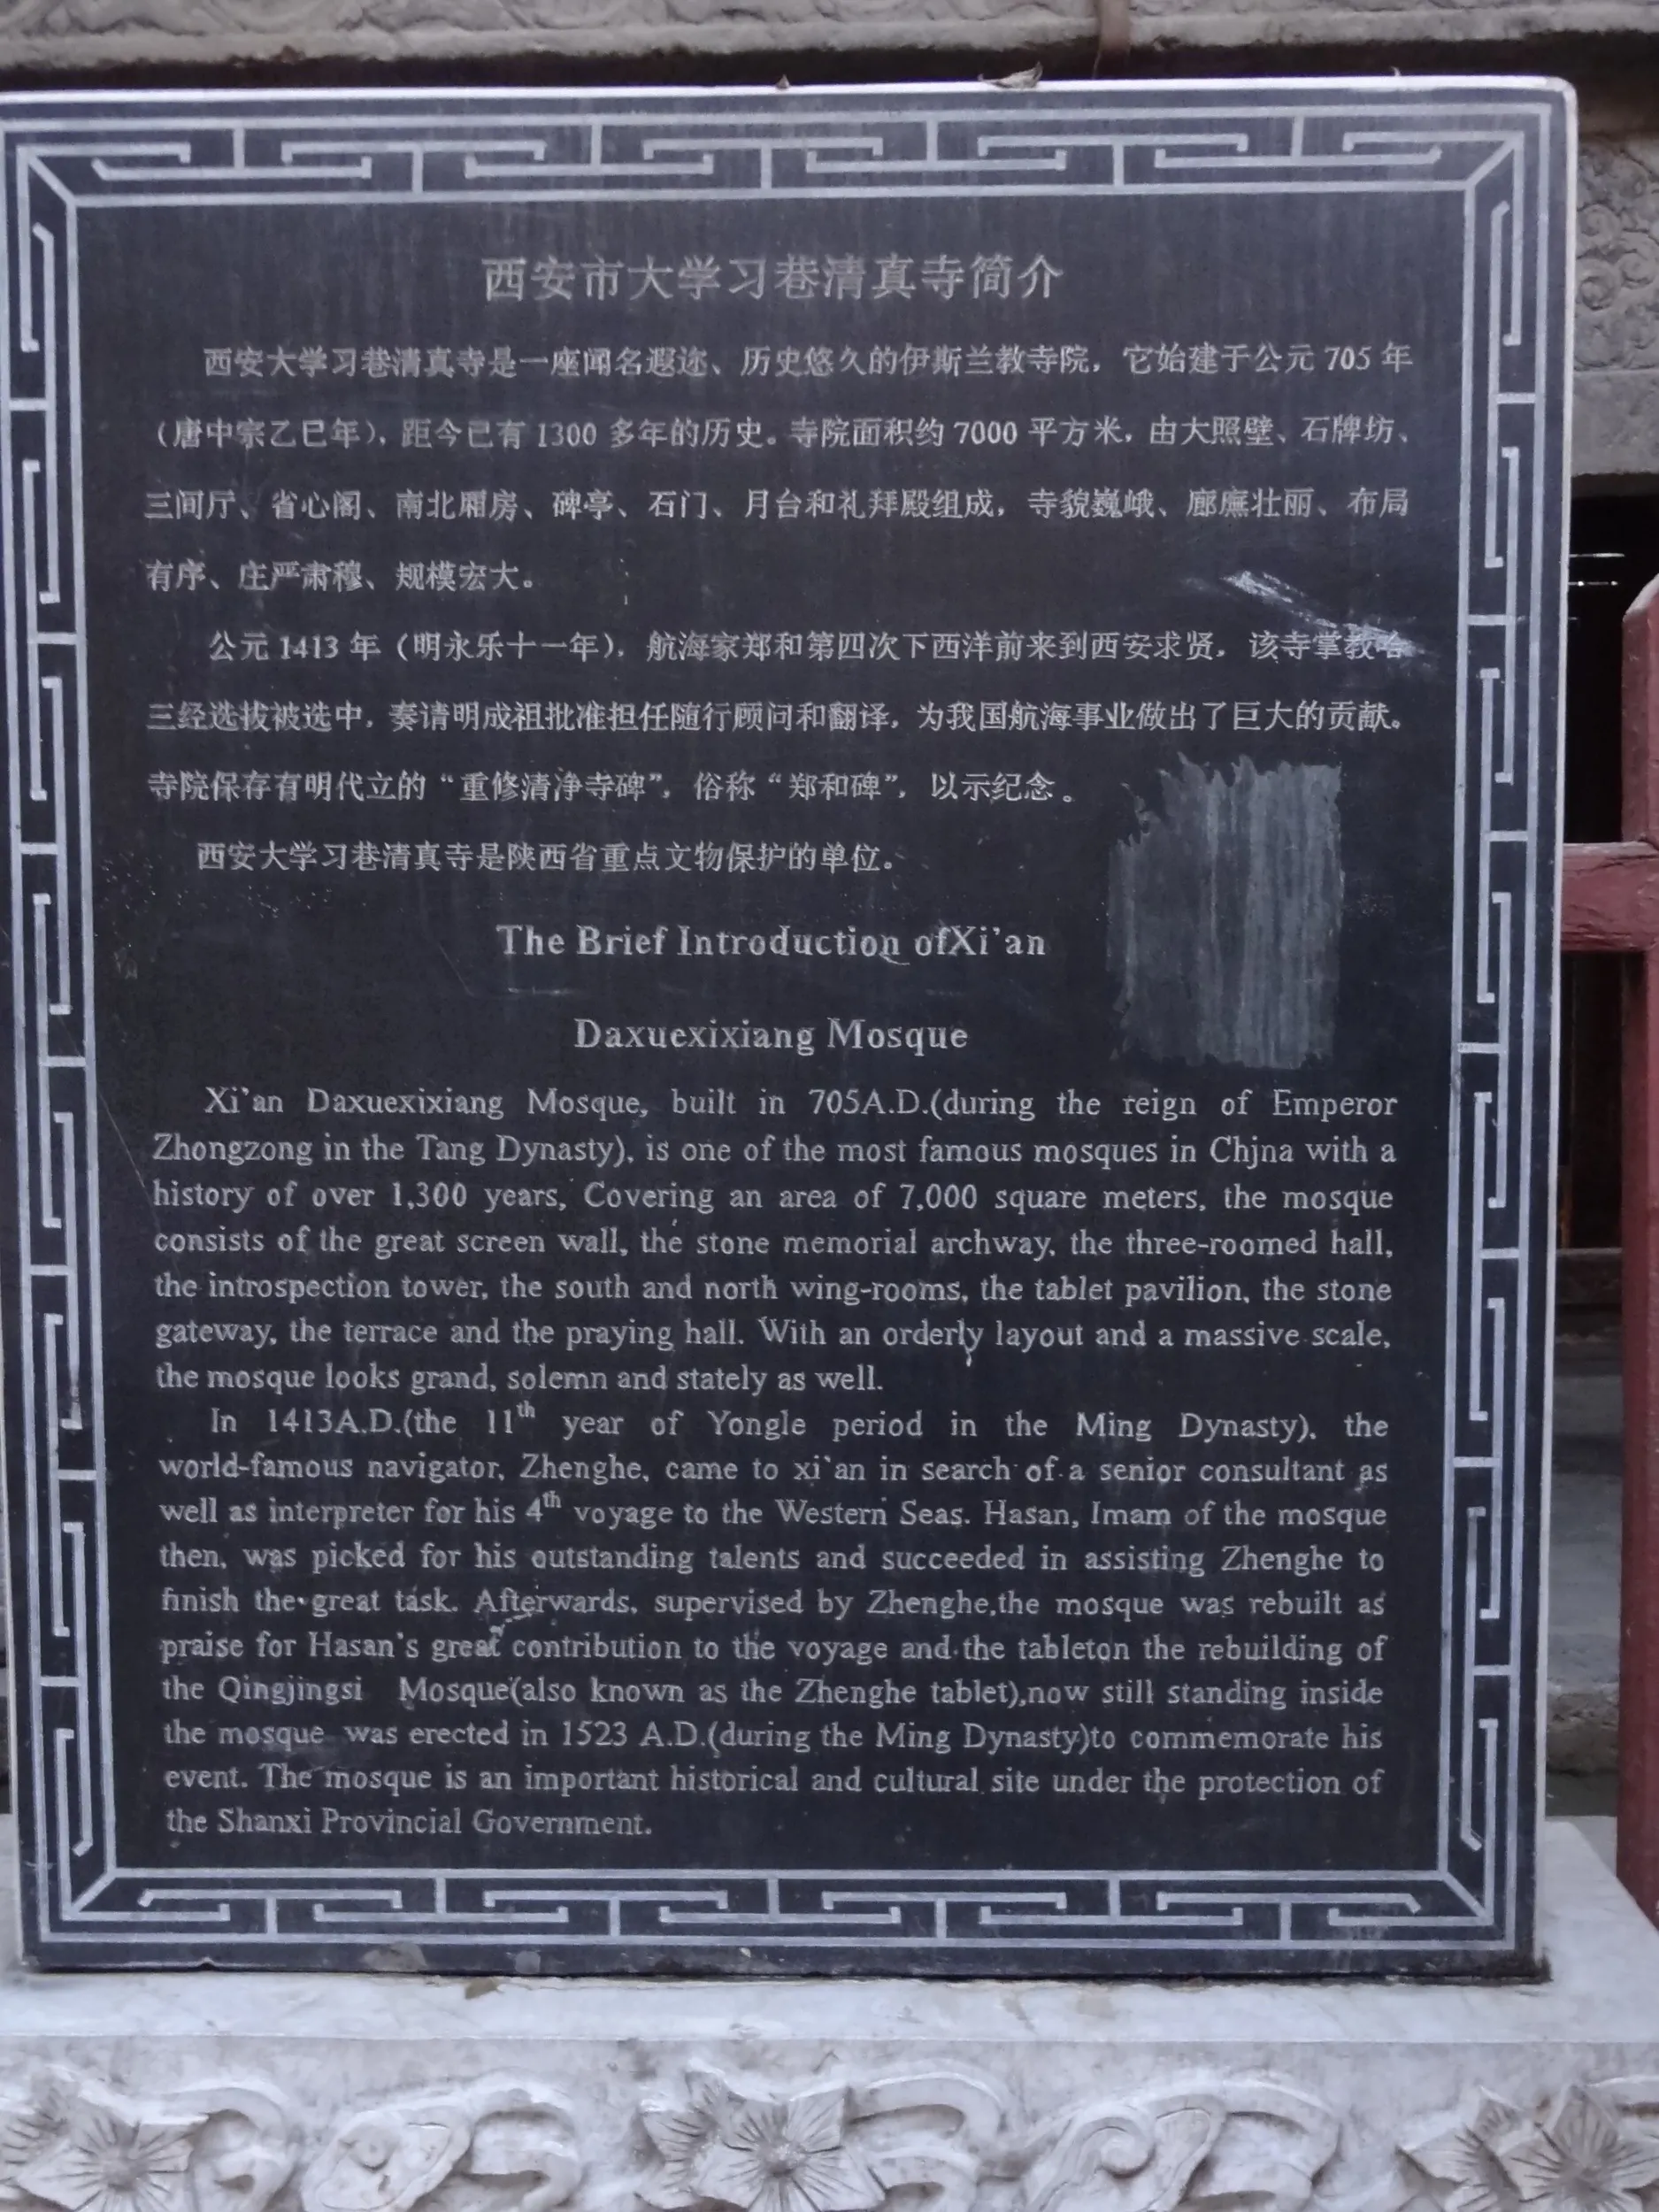 西安市大学习巷清真寺简介
西安大学习巷清真寺是一座闻名遐迩、历史悠久的伊斯兰教寺院，它始建于公元 705 年
（唐中宗乙巳年），距今已有 1300 多年的历史。寺院面积约 7000 平方米，由大照壁、石牌坊、
三间厅、省心阁、南北厢房、碑亭、石门、月台和礼拜殿组成，寺貌巍峨、廊庑壮丽、布局
有序、庄严肃穆、规模宏大。
公元 1413 年（明永乐十一年），航海家郑和第四次下西洋前来到西安求贤，该寺掌教哈
三经选拔被选中，奏请明成祖批准担任随行顾问和翻译，为我国航海事业做出了巨大的贡献。
寺院保存有明代立的“重修清净寺碑”，俗称“郑和碑”，以示纪念。
西安大学习巷清真寺是陕西省重点文物保护的单位。
The Brief Introduction ofXi'an
Daxuexixiang Mosque
Xi'an Daxuexixiang Mosque, built in 705A.D.(during the reign of Emperor
Zhongzong in the Tang Dynasty), is one of the most famous mosques in Chjna with a
history of over 1,300 years, Covering an area of 7,000 square meters, the mosque
consists of the great screen wall, the stone memorial archway, the three-roomed hall,
the introspection tower, the south and north wing-rooms, the tablet pavilion, the stone
gateway, the terrace and the praying hall. With an orderly layout and a massive scale,
the mosque looks grand, solemn and stately as well.
In 1413A.D.(the 11th year of Yongle period in the Ming Dynasty), the
world-famous navigator, Zhenghe, came to xi'an in search of a senior consultant as
well as interpreter for his 4th voyage to the Western Seas. Hasan, Imam of the mosque
then, was picked for his outstanding talents and succeeded in assisting Zhenghe to
finish the great task. Afterwards, supervised by Zhenghe,the mosque was rebuilt as
praise for Hasan's great contribution to the voyage and the tableton the rebuilding of
the Qingjingsi Mosque(also known as the Zhenghe tablet),now still standing inside
the mosque was erected in 1523 A.D.(during the Ming Dynasty)to commemorate his
event. The mosque is an important historical and cultural site under the protection of
the Shanxi Provincial Government.